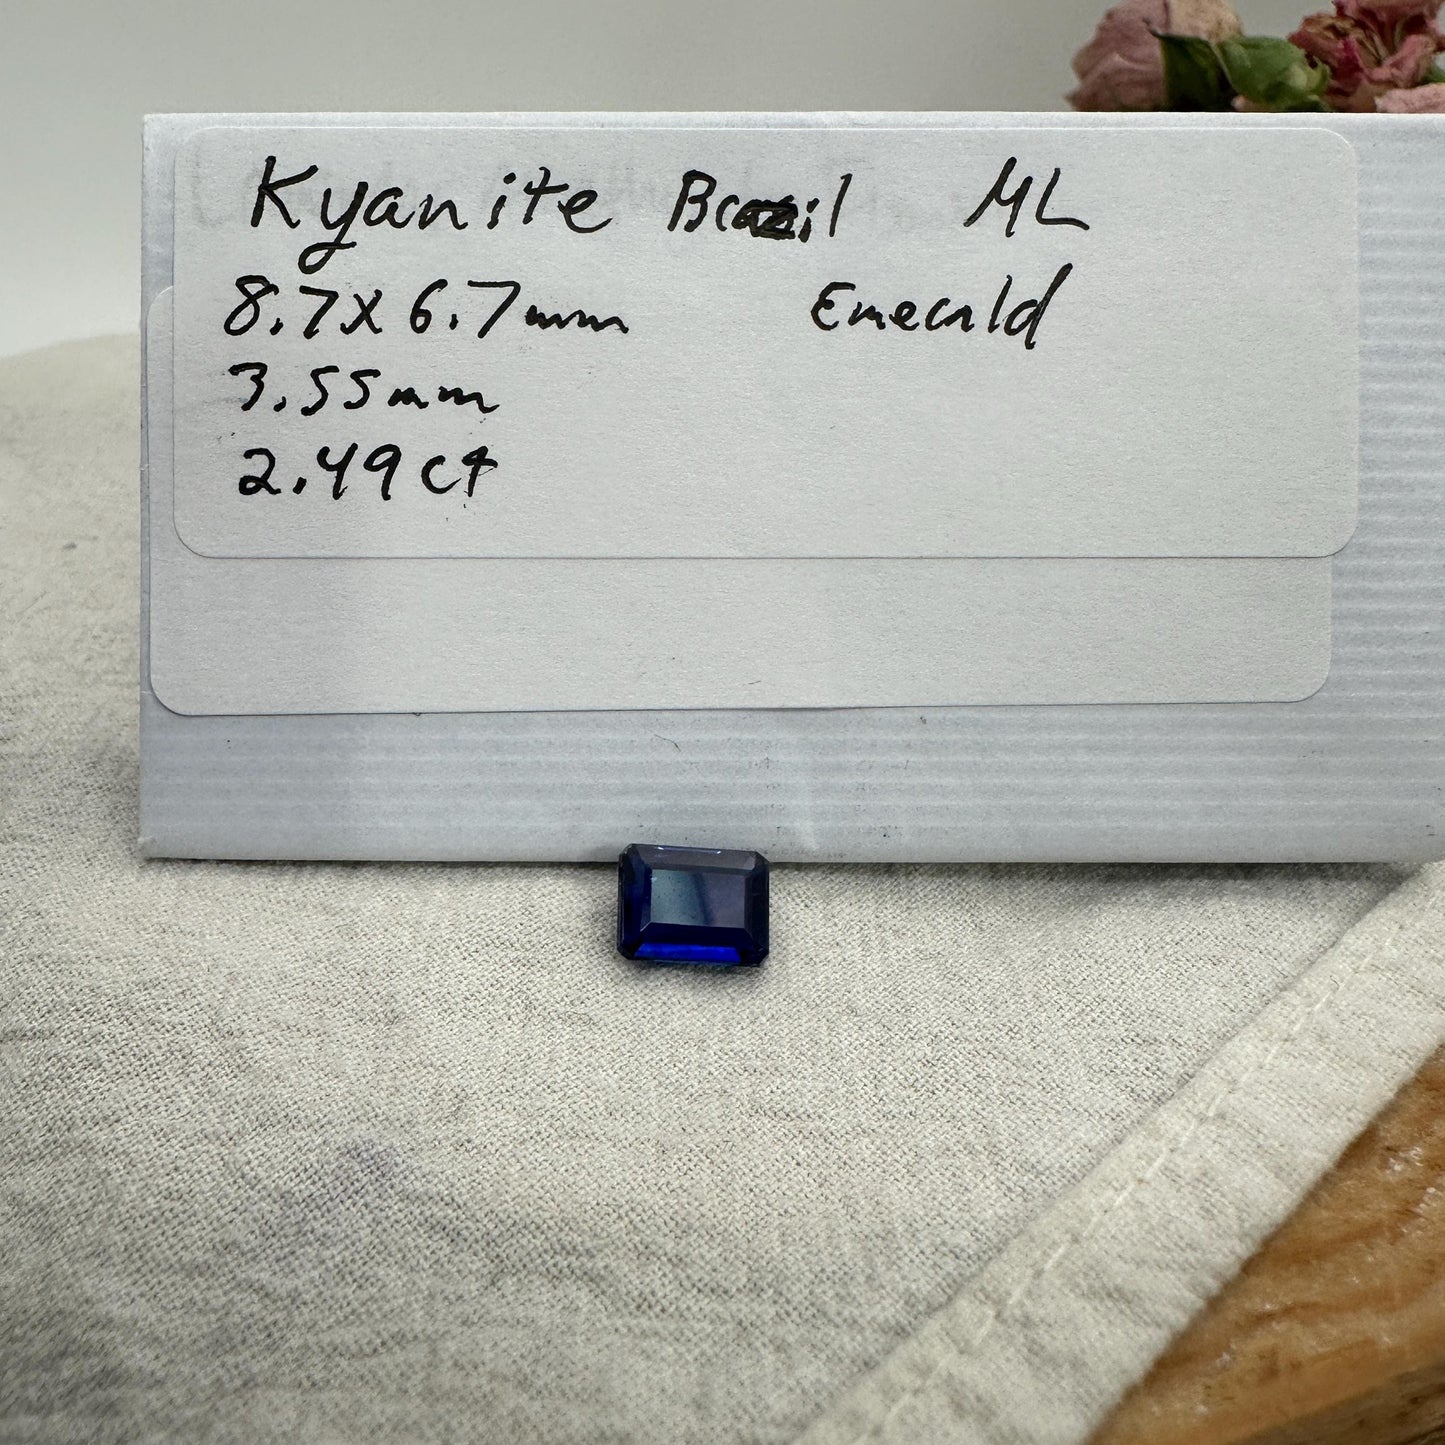 Kyanite Brazil ML
8.7x6.7mm Emerald
3.55mm
2.49ct